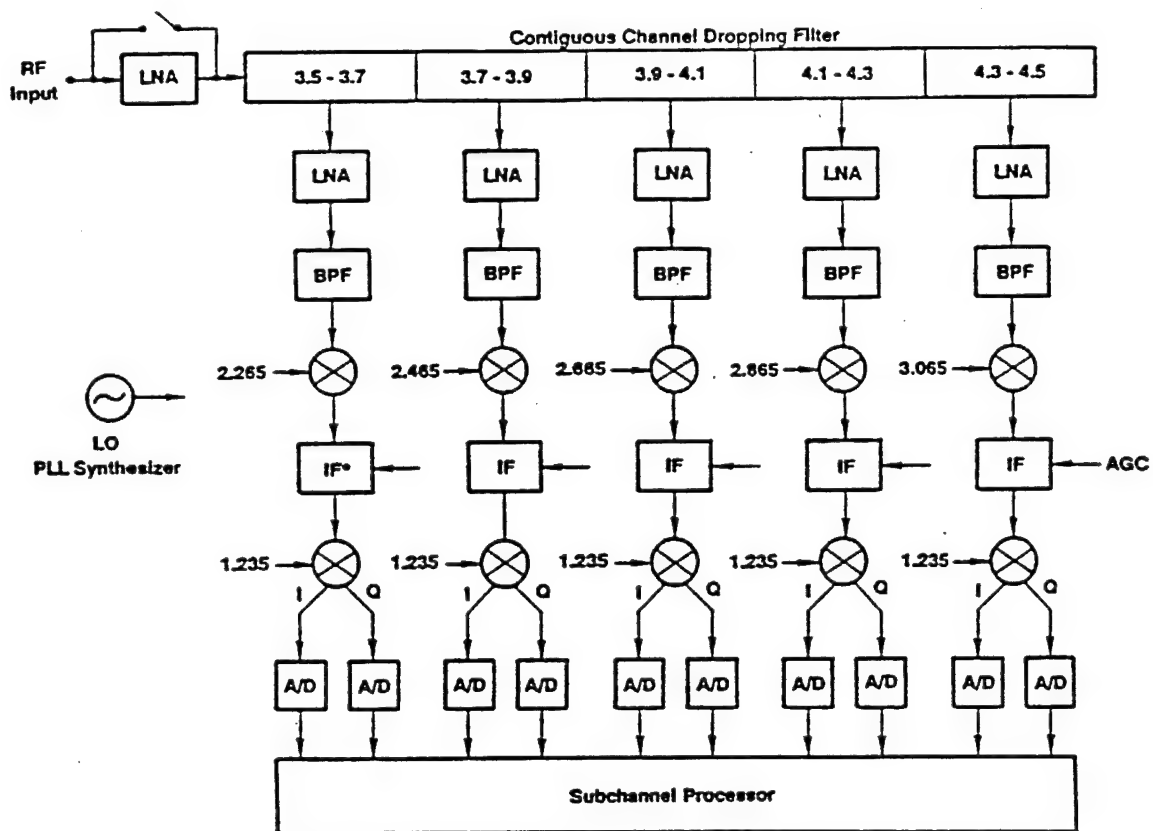 Contiguous Channel Dropping Filter
RF Input
LNA
3.5 - 3.7 3.7 - 3.9 3.9 - 4.1 4.1 - 4.3 4.3 - 4.5
LNA LNA LNA LNA LNA
BPF BPF BPF BPF BPF
2.265 2.465 2.665 2.865 3.065
LO
PLL Synthesizer
IF* IF IF IF IF AGC
1.235 1.235 1.235 1.235 1.235
I Q I Q I Q I Q I Q
A/D A/D A/D A/D A/D A/D A/D A/D A/D A/D
Subchannel Processor